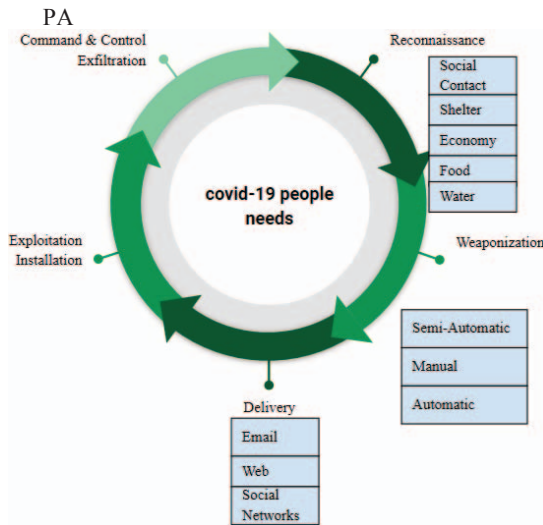 PA
Command & Control
Exfiltration
Reconnaissance
Social
Contact
Shelter
Economy
Food
Water
covid-19 people
needs
Exploitation
Installation
Weaponization
Semi-Automatic
Manual
Automatic
Delivery
Email
Web
Social
Networks